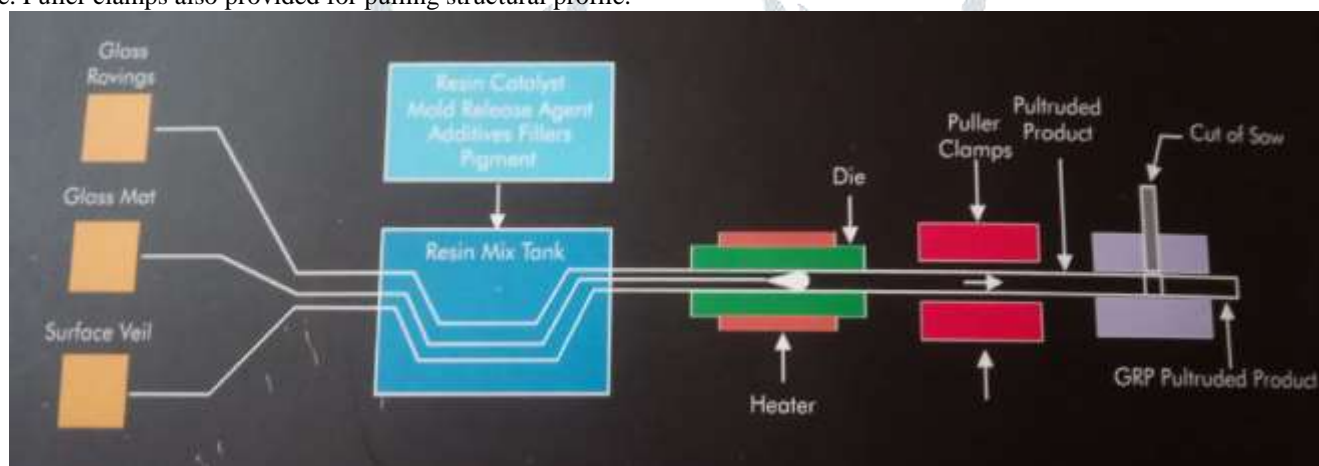 e. Puller clamps also provided for pulling structural profile.
Glass
Rovings
Resin Catalyst
Mold Release Agent
Additives Fillers
Pigment
Pultruded
Product
Puller
Clamps
Cut of Saw
Die
Glass Mat
Resin Mix Tank
Surface Veil
GRP Pultruded Product
Heater